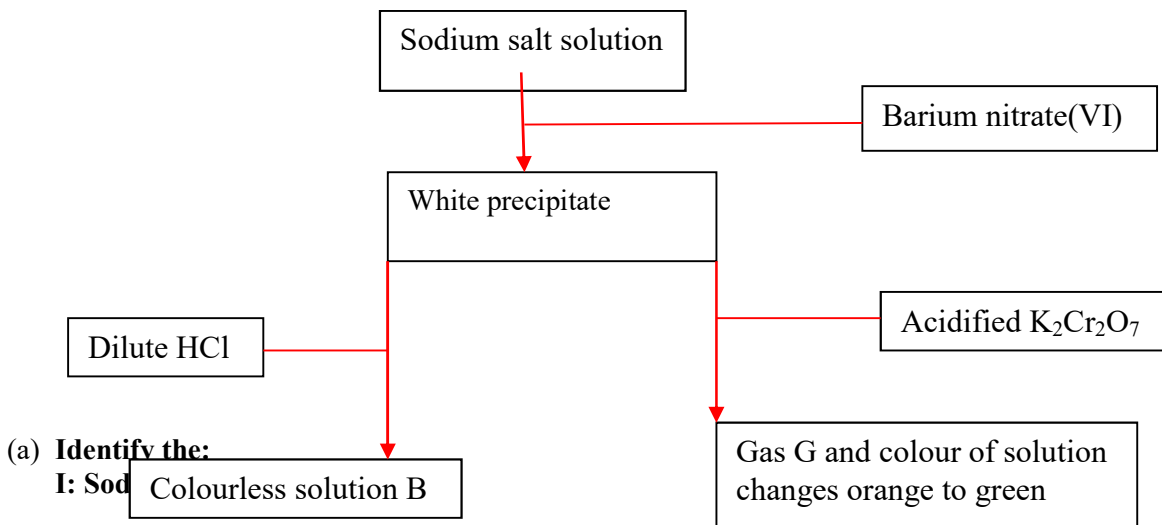 Sodium salt solution
Barium nitrate(VI)
White precipitate
Acidified K₂Cr₂O₇
Dilute HCl
(a) Identify the:
I:
Colourless solution B
Gas G and colour of solution
changes orange to green